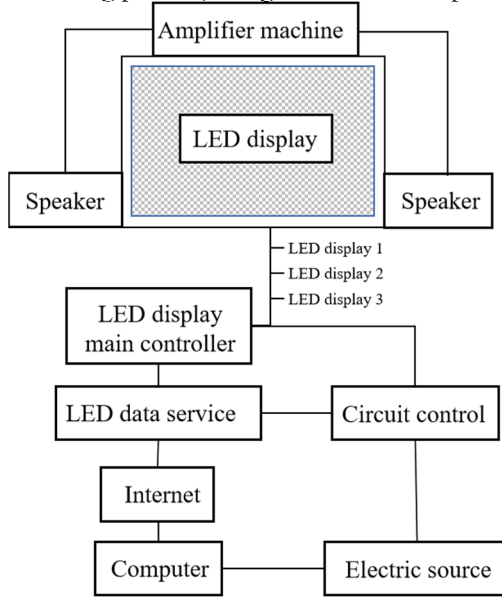 Amplifier machine
LED display
Speaker
Speaker
LED display 1
LED display 2
LED display 3
LED display
main controller
LED data service
Circuit control
Internet
Computer
Electric source